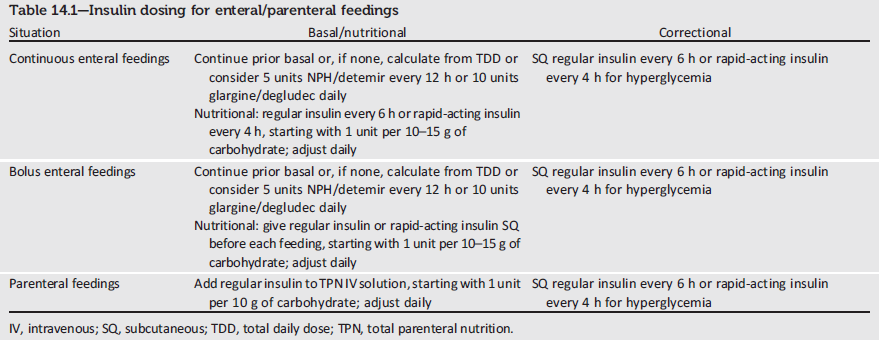 Table 14.1—Insulin dosing for enteral/parenteral feedings
Situation Basal/nutritional Correctional
Continuous enteral feedings Continue prior basal or, if none, calculate from TDD or SQ regular insulin every 6 h or rapid-acting insulin
consider 5 units NPH/detemir every 12 h or 10 units every 4 h for hyperglycemia
glargine/degludec daily
Nutritional: regular insulin every 6 h or rapid-acting insulin
every 4 h, starting with 1 unit per 10–15 g of
carbohydrate; adjust daily
Bolus enteral feedings Continue prior basal or, if none, calculate from TDD or SQ regular insulin every 6 h or rapid-acting insulin
consider 5 units NPH/detemir every 12 h or 10 units every 4 h for hyperglycemia
glargine/degludec daily
Nutritional: give regular insulin or rapid-acting insulin SQ
before each feeding, starting with 1 unit per 10–15 g of
carbohydrate; adjust daily
Parenteral feedings Add regular insulin to TPN IV solution, starting with 1 unit SQ regular insulin every 6 h or rapid-acting insulin
per 10 g of carbohydrate; adjust daily every 4 h for hyperglycemia
IV, intravenous; SQ, subcutaneous; TDD, total daily dose; TPN, total parenteral nutrition.